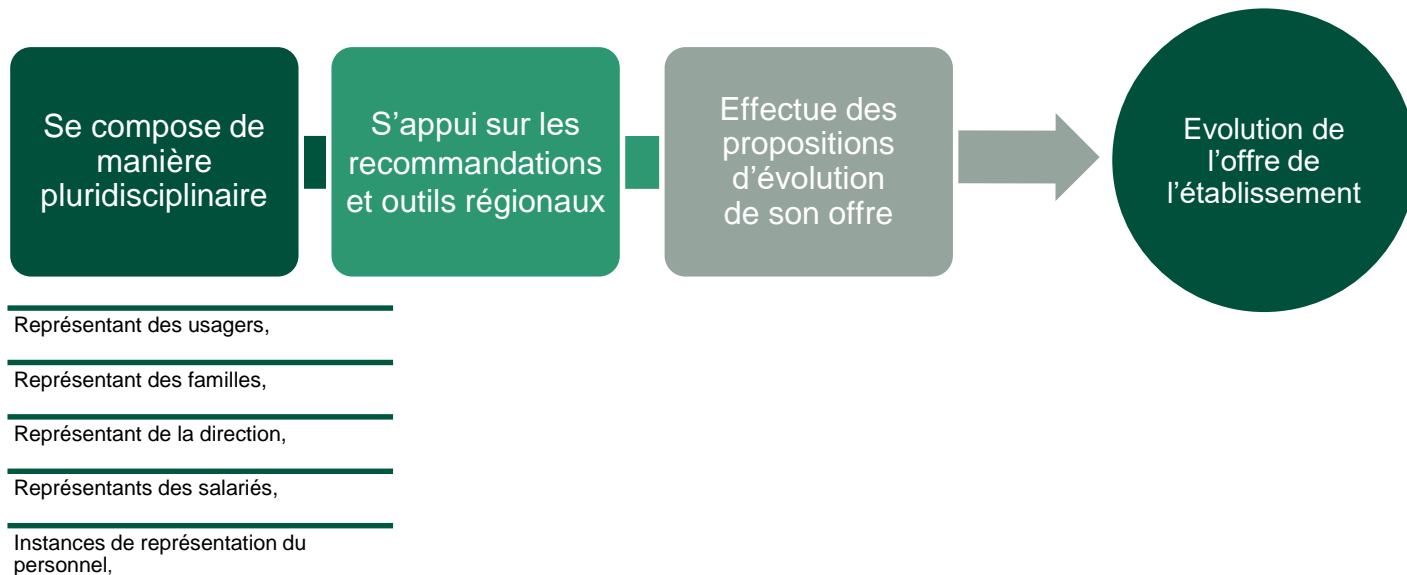 Se compose de
manière
pluridisciplinaire
S'appui sur les
recommandations
et outils régionaux
Effectue des
propositions
d'évolution
de son offre
Evolution de
l'offre de
l'établissement
Représentant des usagers,
Représentant des familles,
Représentant de la direction,
Représentants des salariés,
Instances de représentation du
personnel,